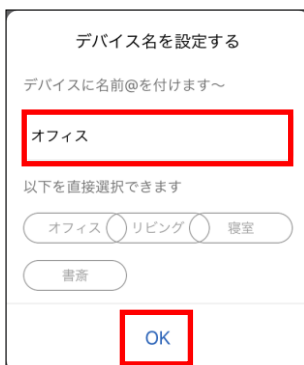 デバイス名を設定する
デバイスに名前@を付けます〜
オフィス
以下を直接選択できます
オフィス リビング 寝室
書斎
OK